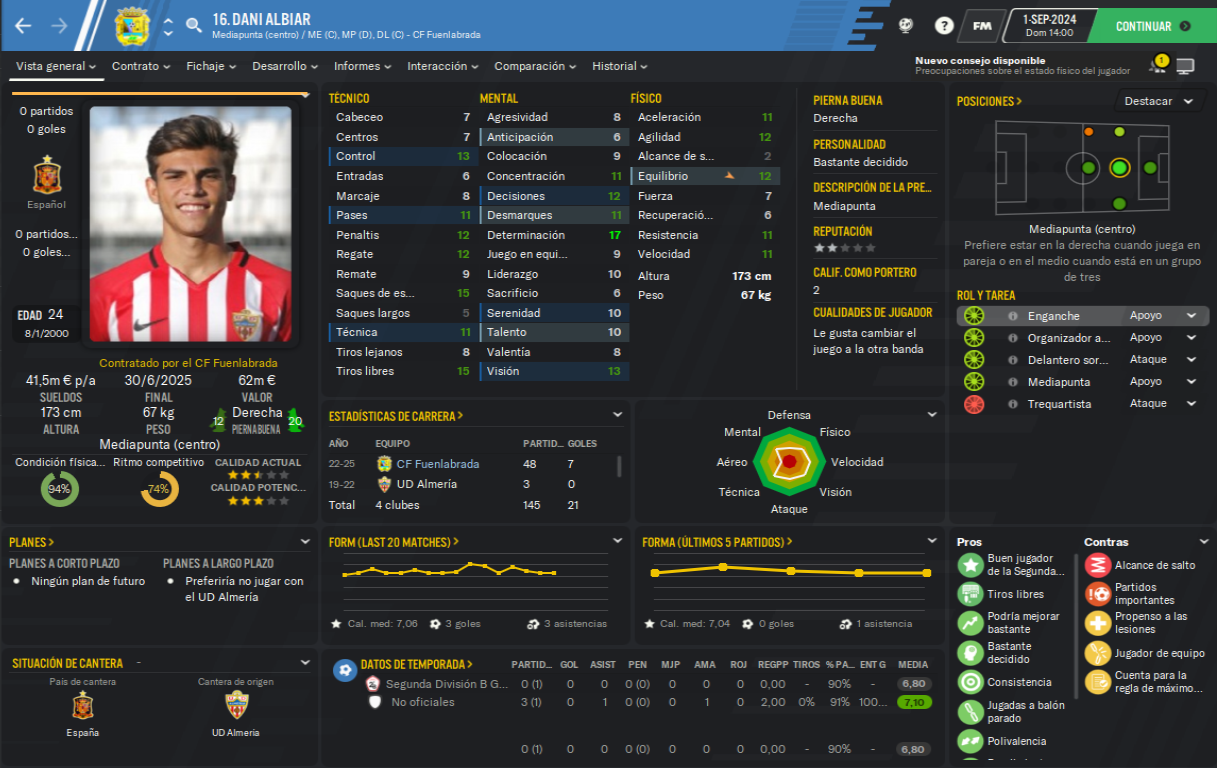 16. DANI ALBIAR
Mediapunta (centro) / ME (C), MP (D), DL (C) - CF Fuenlabrada
?
FM
1-SEP-2024
Dom 14:00
CONTINUAR
Vista general
Contrato
Fichaje
Desarrollo
Informes
Interacción
Comparación
Historial
Nuevo consejo disponible
Preocupaciones sobre el estado físico del jugador
1
0 partidos
0 goles
Español
0 partidos...
0 goles...
EDAD 24
8/1/2000
Contratado por el CF Fuenlabrada
41,5m € p/a
SUELDOS
30/6/2025
FINAL
62m €
VALOR
173 cm
ALTURA
67 kg
PESO
12
Derecha
PIERNA BUENA
20
Mediapunta (centro)
Condición física...
94%
Ritmo competitivo
74%
CALIDAD ACTUAL
CALIDAD POTENC...
TÉCNICO
Cabeceo 7
Centros 7
Control 13
Entradas 6
Marcaje 8
Pases 11
Penaltis 12
Regate 12
Remate 9
Saques de es... 15
Saques largos 5
Técnica 11
Tiros lejanos 8
Tiros libres 15
MENTAL
Agresividad 8
Anticipación 6
Colocación 9
Concentración 11
Decisiones 12
Desmarques 11
Determinación 17
Juego en equi... 9
Liderazgo 10
Sacrificio 6
Serenidad 10
Talento 10
Valentía 8
Visión 13
FÍSICO
Aceleración 11
Agilidad 12
Alcance de s... 2
Equilibrio 12
Fuerza 7
Recuperació... 6
Resistencia 11
Velocidad 11
Altura 173 cm
Peso 67 kg
PIERNA BUENA
Derecha
PERSONALIDAD
Bastante decidido
DESCRIPCIÓN DE LA PRE...
Mediapunta
REPUTACIÓN
CALIF. COMO PORTERO
2
CUALIDADES DE JUGADOR
Le gusta cambiar el
juego a la otra banda
POSICIONES >
Destacar
Mediapunta (centro)
Prefiere estar en la derecha cuando juega en
pareja o en el medio cuando está en un grupo
de tres
ROL Y TAREA
Enganche Apoyo
Organizador a... Apoyo
Delantero sor... Ataque
Mediapunta Apoyo
Trequartista Ataque
ESTADÍSTICAS DE CARRERA >
AÑO EQUIPO PARTID... GOLES
22-25 CF Fuenlabrada 48 7
19-22 UD Almería 3 0
Total 4 clubes 145 21
Defensa
Mental
Físico
Aéreo
Velocidad
Técnica
Visión
Ataque
PLANES >
PLANES A CORTO PLAZO
Ningún plan de futuro
PLANES A LARGO PLAZO
Preferiría no jugar con
el UD Almería
FORM (LAST 20 MATCHES) >
Cal. med: 7,06 3 goles 3 asistencias
FORMA (ÚLTIMOS 5 PARTIDOS) >
Cal. med: 7,04 0 goles 1 asistencia
Pros
Buen jugador
de la Segunda...
Tiros libres
Podría mejorar
bastante
Bastante
decidido
Consistencia
Jugadas a balón
parado
Polivalencia
Contras
Alcance de salto
Partidos
importantes
Propenso a las
lesiones
Jugador de equipo
Cuenta para la
regla de máximo...
SITUACIÓN DE CANTERA -
País de cantera
España
Cantera de origen
UD Almería
DATOS DE TEMPORADA >
PARTID... GOL ASIST PEN MJP AMA ROJ REGPP TIROS % PA... ENT G MEDIA
Segunda División B G... 0 (1) 0 0 0 (0) 0 0 0 0,00 - 90% - 6,80
No oficiales 3 (1) 0 1 0 (0) 0 1 0 2,00 0% 91% 100... 7,10
0 (1) 0 0 0 (0) 0 0 0 0,00 - 90% - 6,80